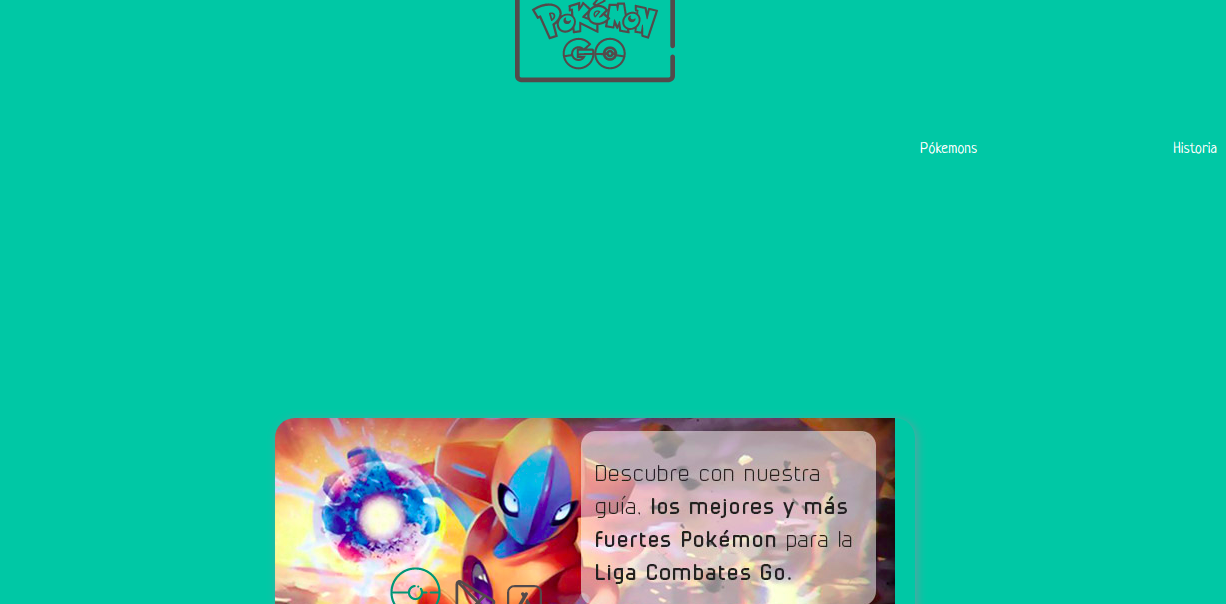 POKéMON
GO
Pókemons
Historia
Descubre con nuestra
guía. los mejores y más
fuertes Pokémon para la
Liga Combates Go.